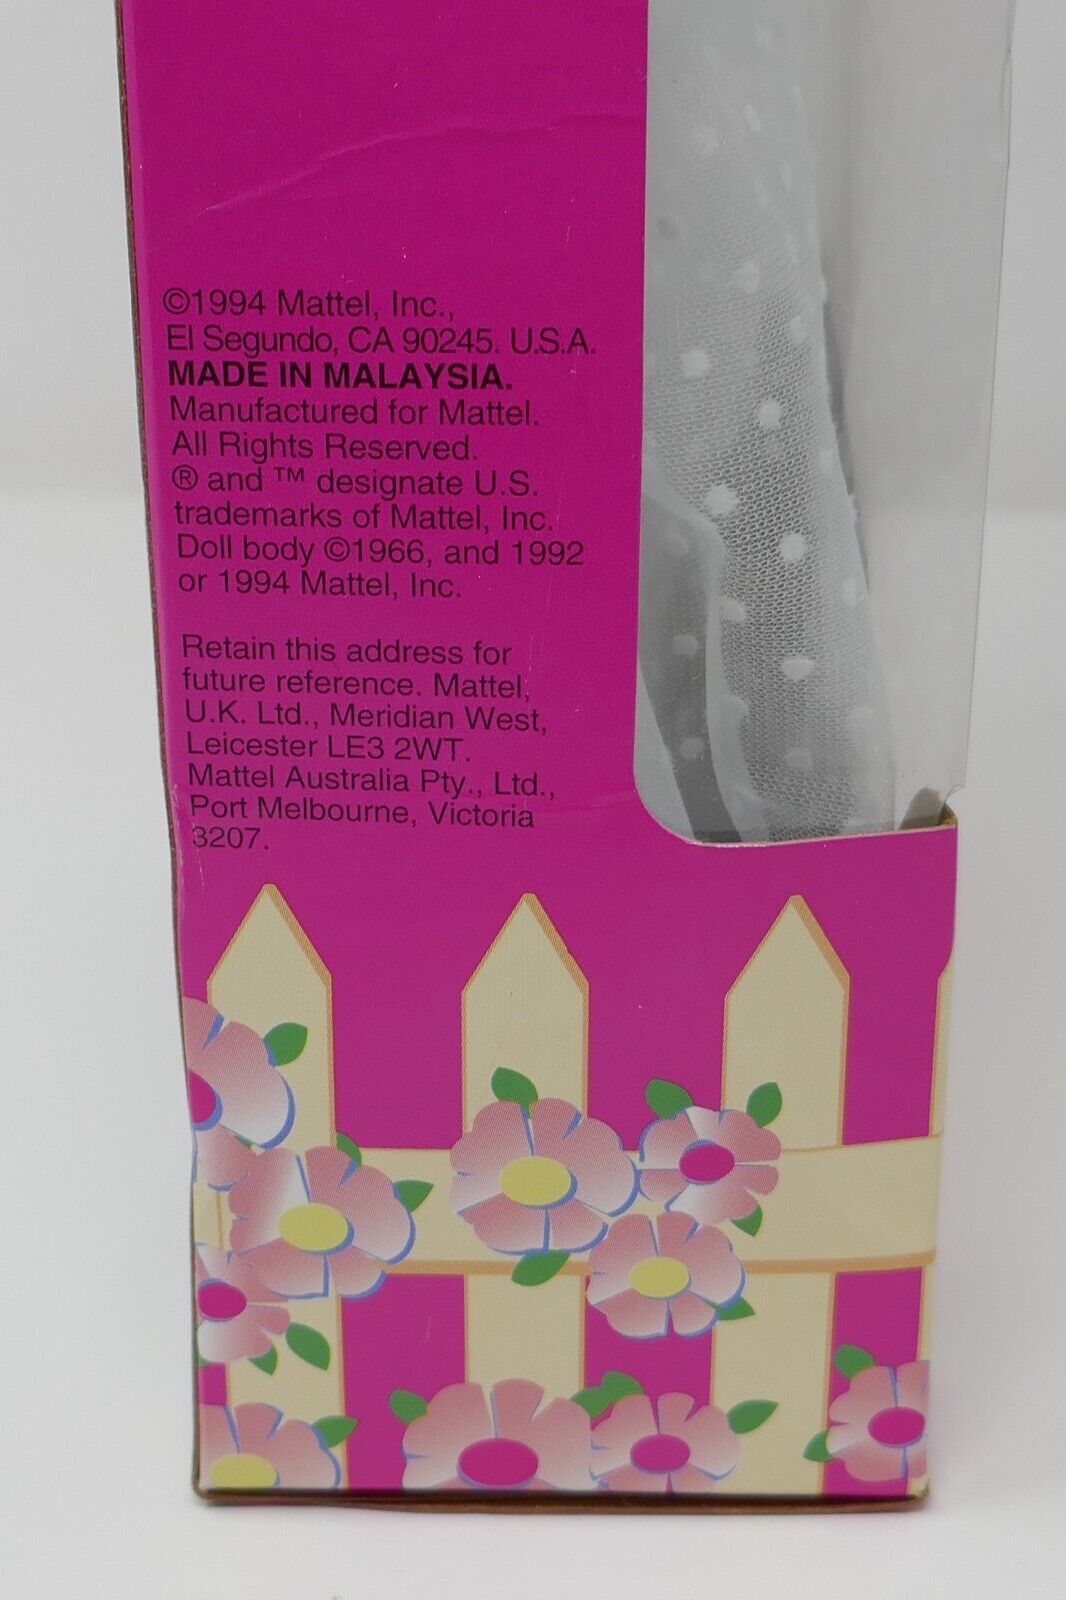 ©1994 Mattel, Inc.,
El Segundo, CA 90245. U.S.A.
MADE IN MALAYSIA.
Manufactured for Mattel.
All Rights Reserved.
® and ™ designate U.S.
trademarks of Mattel, Inc.
Doll body ©1966, and 1992
or 1994 Mattel, Inc.
Retain this address for
future reference. Mattel,
U.K. Ltd., Meridian West,
Leicester LE3 2WT.
Mattel Australia Pty., Ltd.,
Port Melbourne, Victoria
3207.